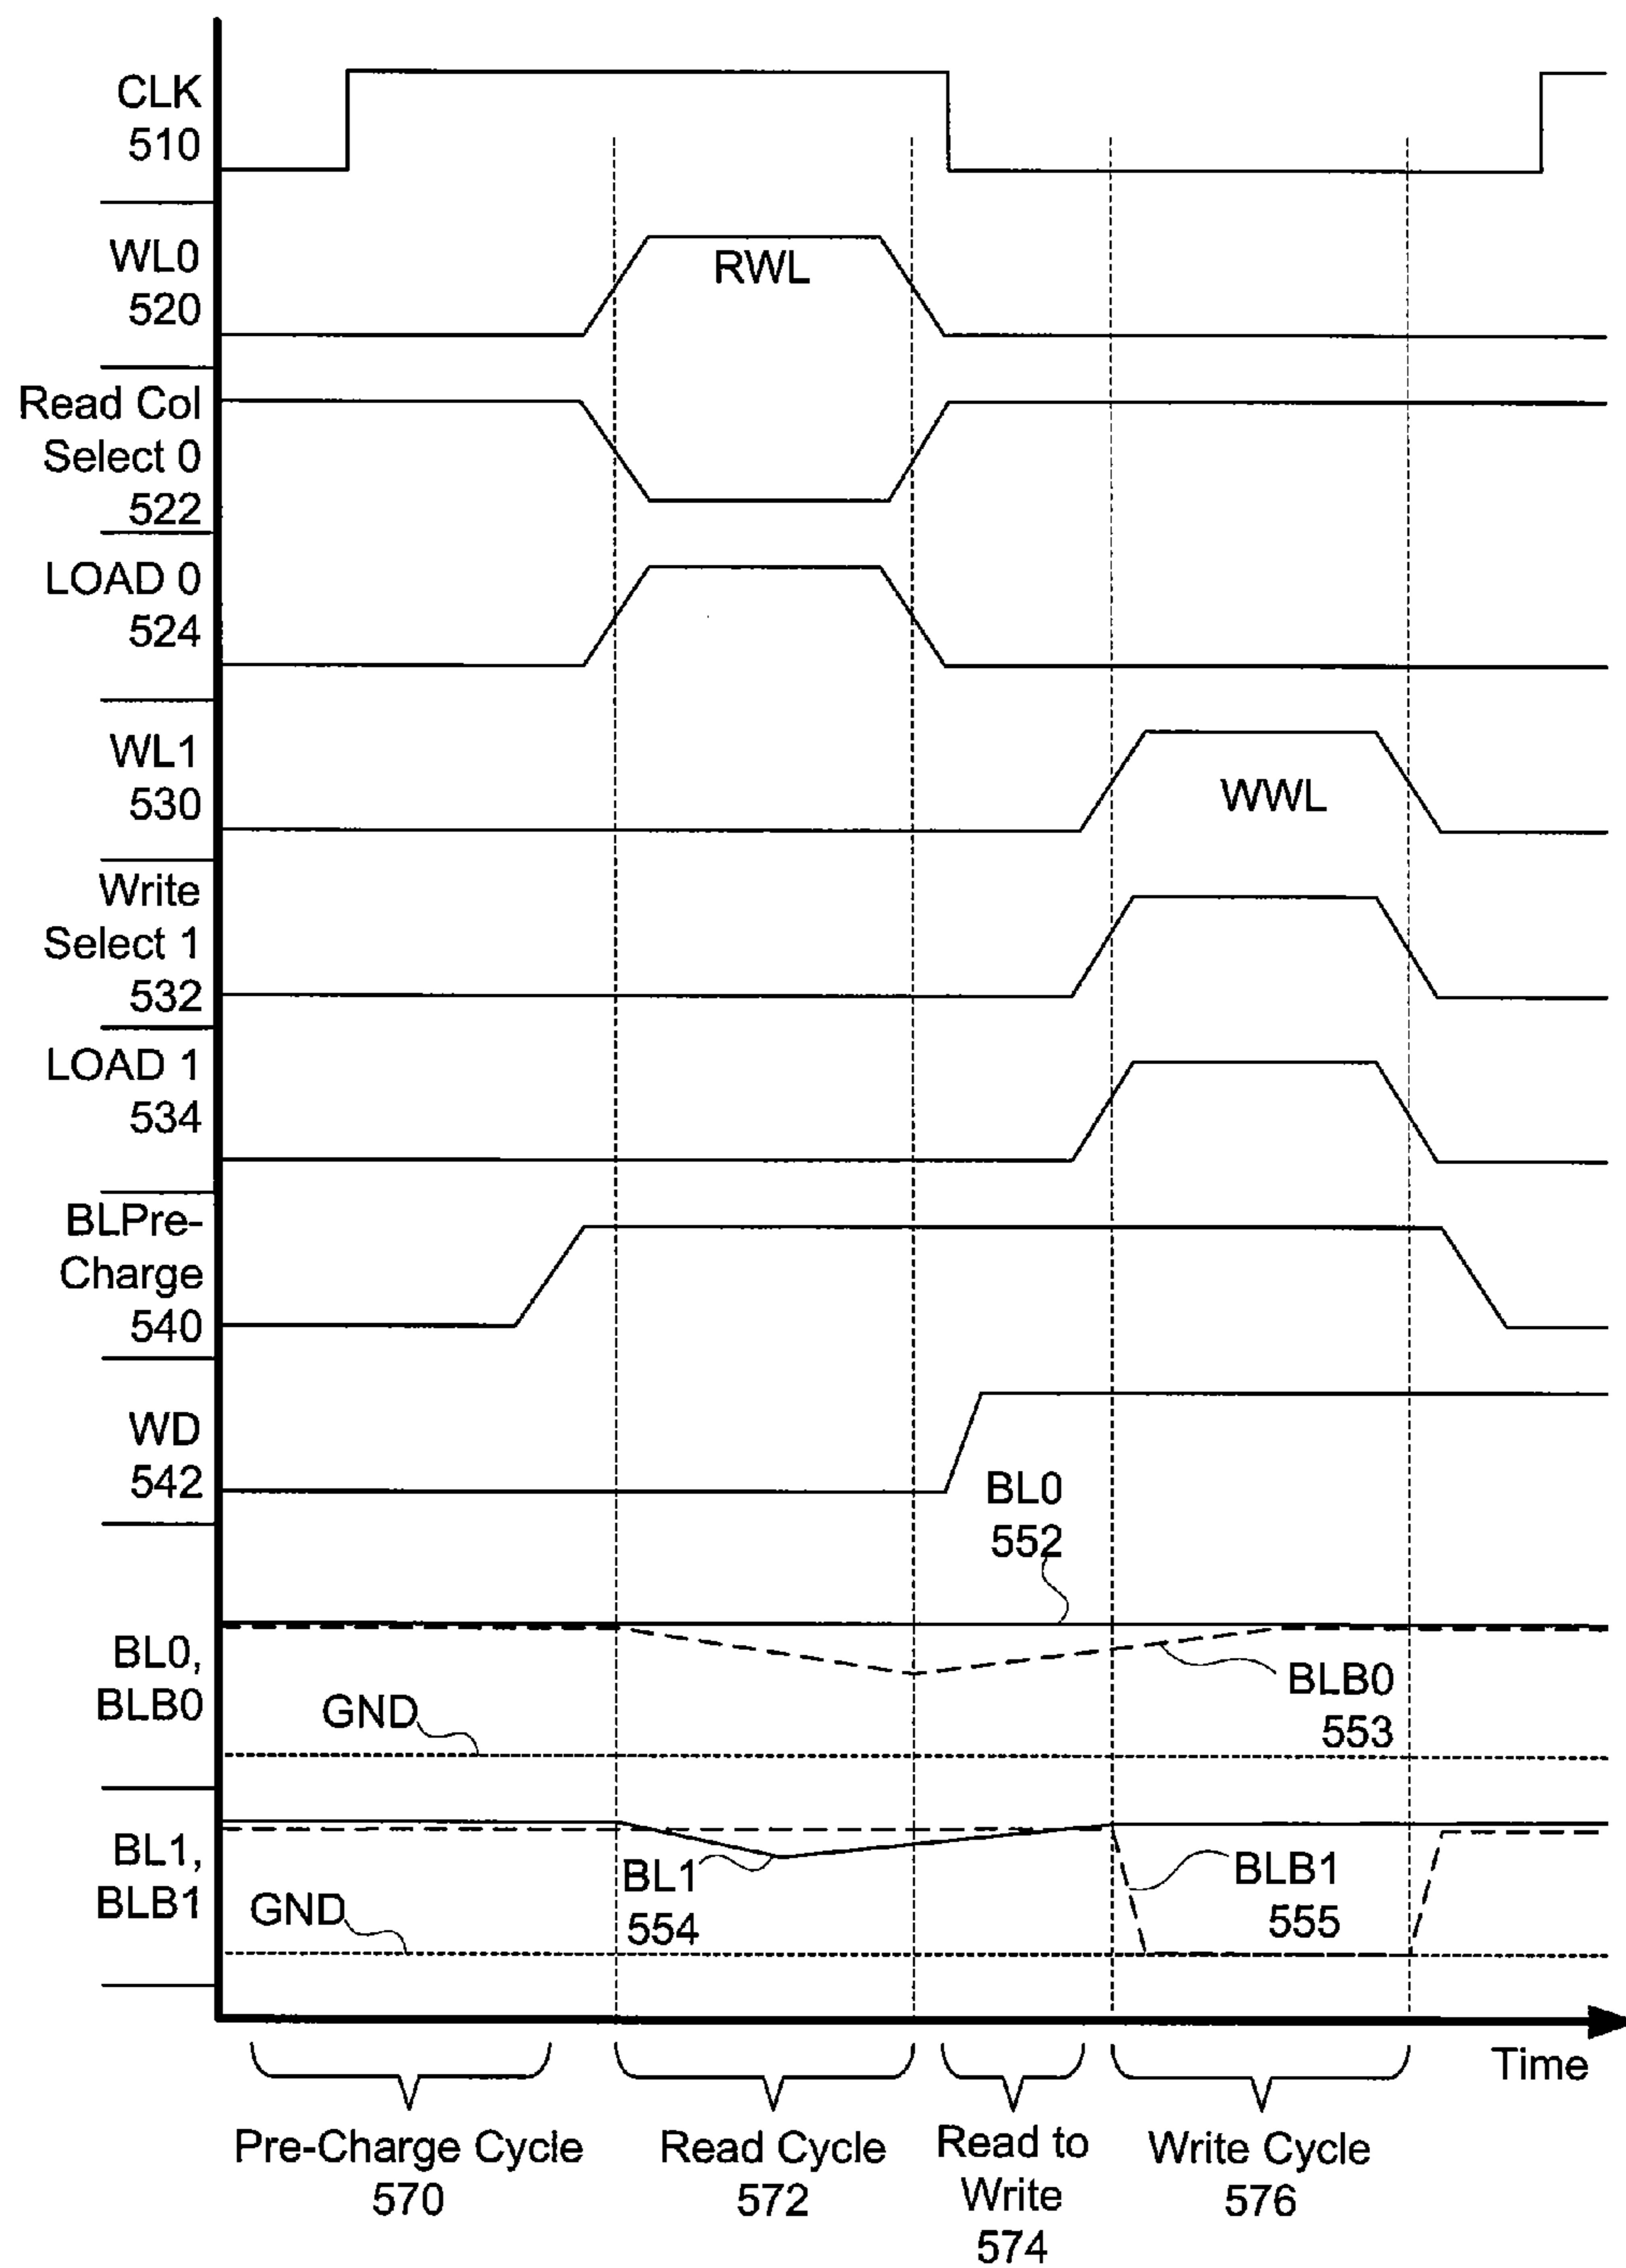 CLK
510
WL0
520
RWL
Read Col
Select 0
522
LOAD 0
524
WL1
530
WWL
Write
Select 1
532
LOAD 1
534
BLPre-
Charge
540
WD
542
BL0
552
BL0,
BLB0
GND
BLB0
553
BL1,
BLB1
GND
BL1
554
BLB1
555
Time
Pre-Charge Cycle
570
Read Cycle
572
Read to
Write
574
Write Cycle
576